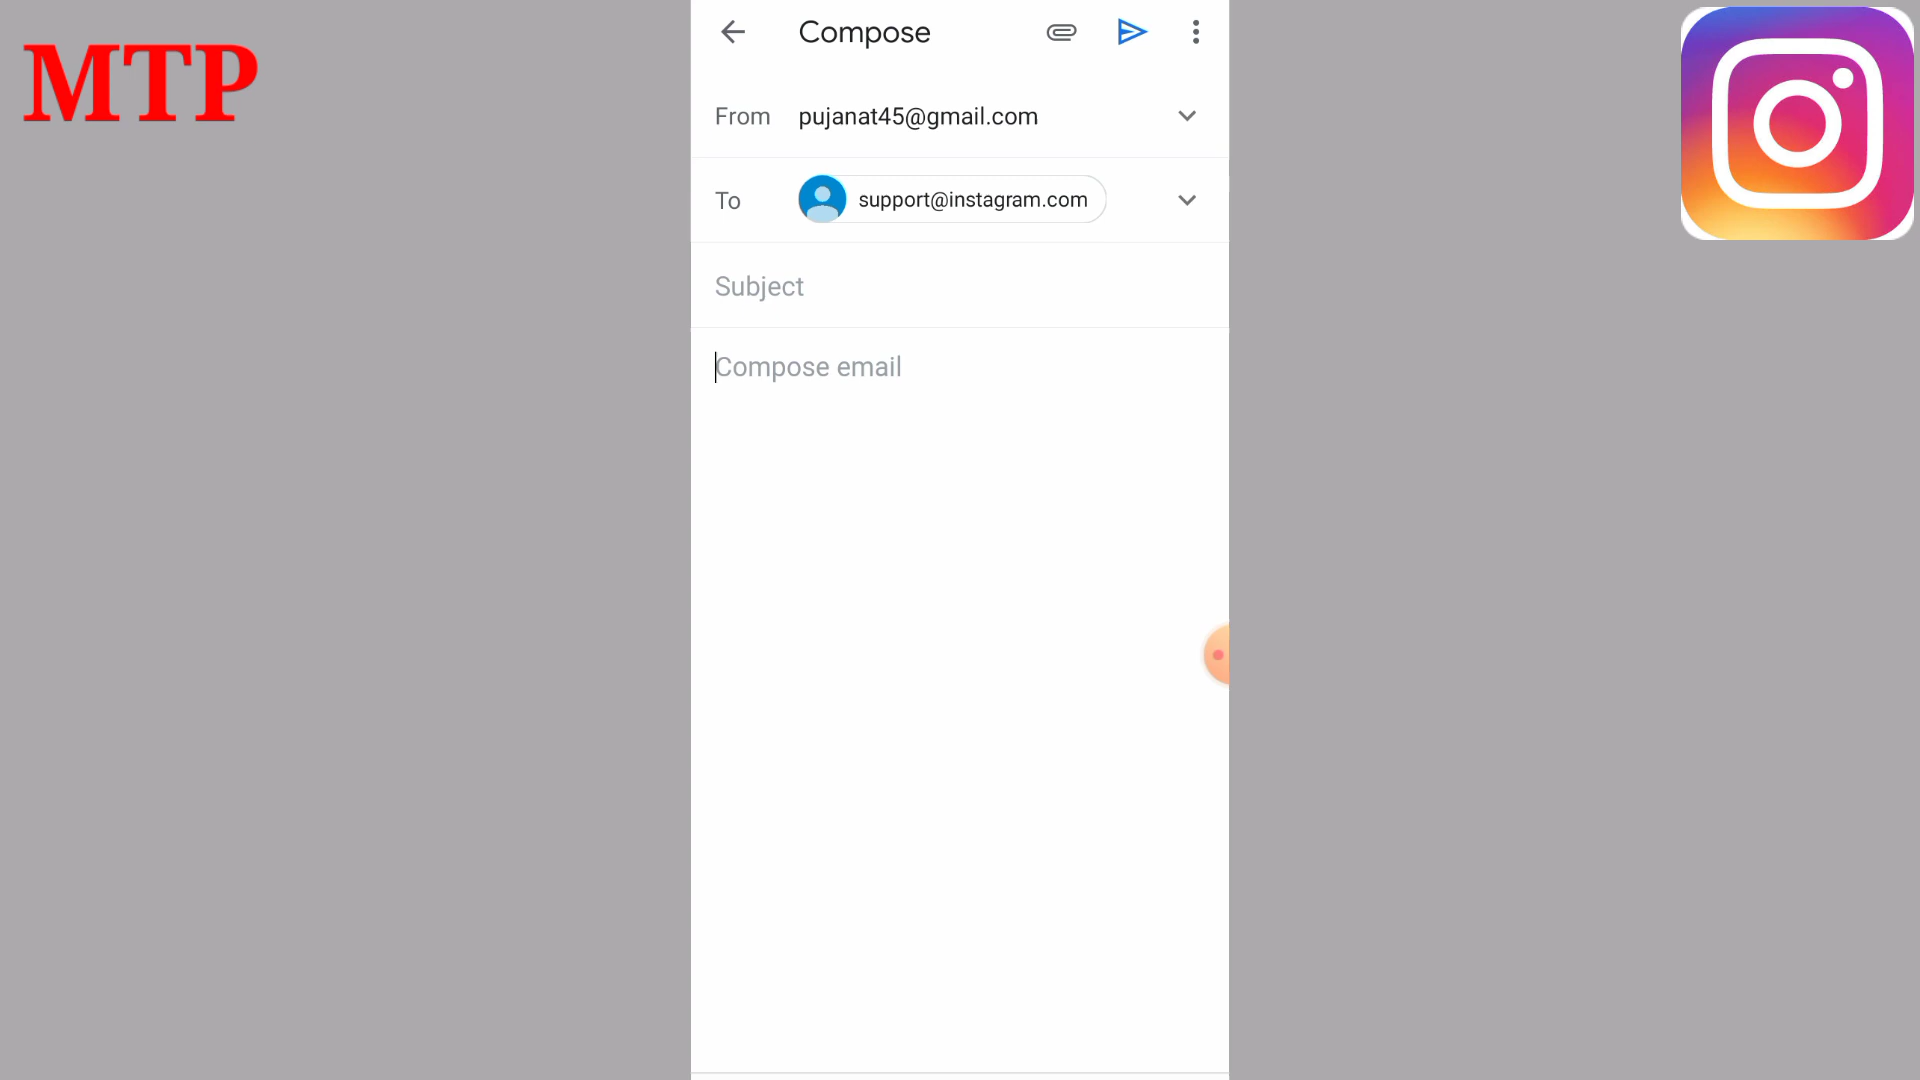 MTP
Compose
From pujanat45@gmail.com
To support@instagram.com
Subject
Compose email